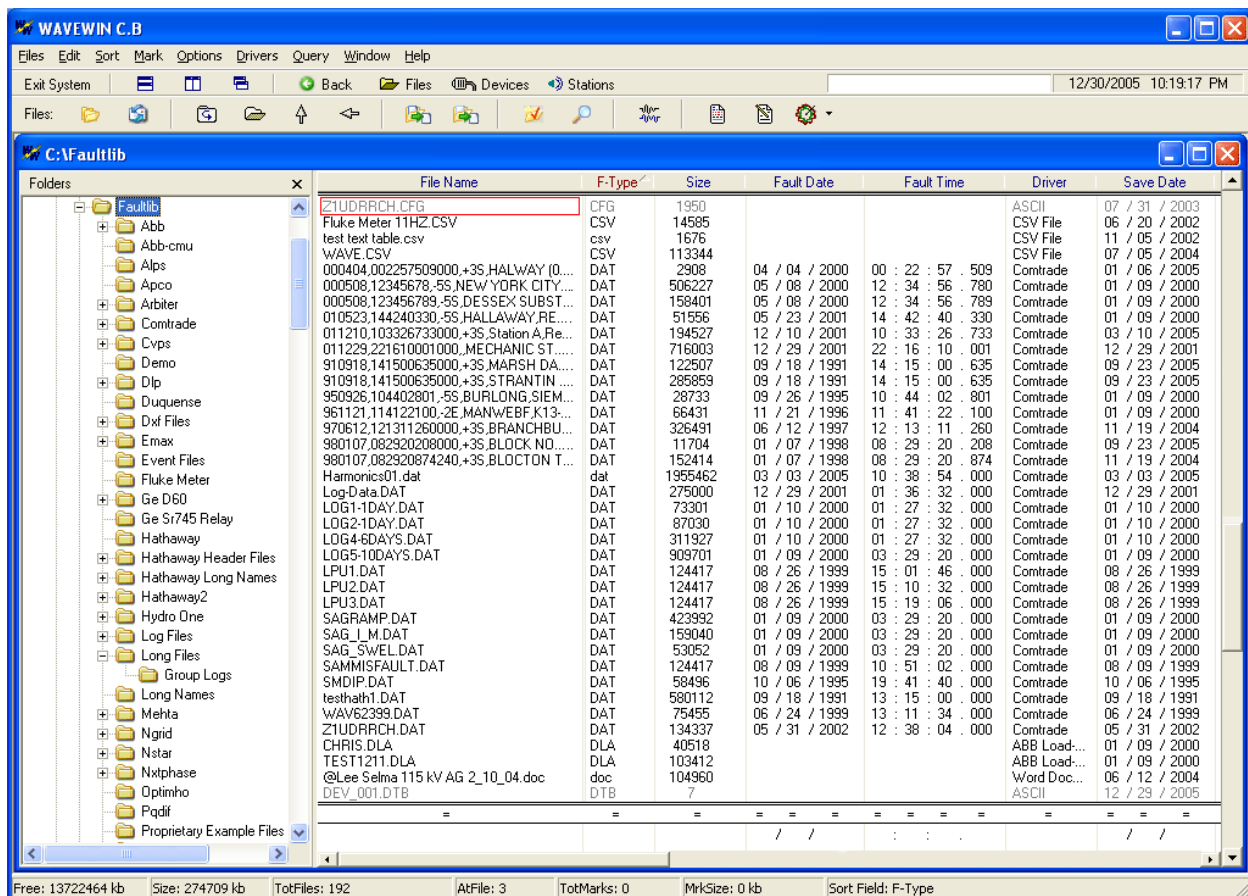 WAVEWIN C.B
Files Edit Sort Mark Options Drivers Query Window Help
Exit System Back Files Devices Stations 12/30/2005 10:19:17 PM
Files:
C:\Faultlib
Folders x File Name F-Type Size Fault Date Fault Time Driver Save Date
Faultlib
Abb
Abb-cmu
Alps
Apco
Arbiter
Comtrade
Cvps
Demo
Dlp
Duquense
Dxf Files
Emax
Event Files
Fluke Meter
Ge D60
Ge Sr745 Relay
Hathaway
Hathaway Header Files
Hathaway Long Names
Hathaway2
Hydro One
Log Files
Long Files
Group Logs
Long Names
Mehta
Ngrid
Nstar
Nxtphase
Optimho
Pqdif
Proprietary Example Files
Z1UDRRCH.CFG CFG 1950 ASCII 07 / 31 / 2003
Fluke Meter 11HZ.CSV CSV 14585 CSV File 06 / 20 / 2002
test text table.csv csv 1676 CSV File 11 / 05 / 2002
WAVE.CSV CSV 113344 CSV File 07 / 05 / 2004
000404,002257509000,+3S,HALWAY (0.... DAT 2908 04 / 04 / 2000 00 : 22 : 57 . 509 Comtrade 01 / 06 / 2005
000508,12345678,-5S,NEW YORK CITY.... DAT 506227 05 / 08 / 2000 12 : 34 : 56 . 780 Comtrade 01 / 09 / 2000
000508,123456789,-5S,DESSEX SUBST... DAT 158401 05 / 08 / 2000 12 : 34 : 56 . 789 Comtrade 01 / 09 / 2000
010523,144240330,-5S,HALLAWAY,RE.... DAT 51556 05 / 23 / 2001 14 : 42 : 40 . 330 Comtrade 01 / 09 / 2000
011210,103326733000,+3S,Station A,Re... DAT 194527 12 / 10 / 2001 10 : 33 : 26 . 733 Comtrade 03 / 10 / 2005
011229,221610001000,,MECHANIC ST..... DAT 716003 12 / 29 / 2001 22 : 16 : 10 . 001 Comtrade 12 / 29 / 2001
910918,141500635000,+3S,MARSH DA.... DAT 122507 09 / 18 / 1991 14 : 15 : 00 . 635 Comtrade 09 / 23 / 2005
910918,141500635000,+3S,STRANTIN .... DAT 285859 09 / 18 / 1991 14 : 15 : 00 . 635 Comtrade 09 / 23 / 2005
950926,104402801,-5S,BURLONG,SIEM... DAT 28733 09 / 26 / 1995 10 : 44 : 02 . 801 Comtrade 01 / 09 / 2000
961121,114122100,-2E,MANWEBF,K13-... DAT 66431 11 / 21 / 1996 11 : 41 : 22 . 100 Comtrade 01 / 09 / 2000
970612,121311260000,+3S,BRANCHBU... DAT 326491 06 / 12 / 1997 12 : 13 : 11 . 260 Comtrade 11 / 19 / 2004
980107,082920208000,+3S,BLOCK NO.... DAT 11704 01 / 07 / 1998 08 : 29 : 20 . 208 Comtrade 09 / 23 / 2005
980107,082920874240,+3S,BLOCTON T... DAT 152414 01 / 07 / 1998 08 : 29 : 20 . 874 Comtrade 11 / 19 / 2004
Harmonics01.dat dat 1955462 03 / 03 / 2005 10 : 38 : 54 . 000 Comtrade 03 / 03 / 2005
Log-Data.DAT DAT 275000 12 / 29 / 2001 01 : 36 : 32 . 000 Comtrade 12 / 29 / 2001
LOG1-1DAY.DAT DAT 73301 01 / 10 / 2000 01 : 27 : 32 . 000 Comtrade 01 / 10 / 2000
LOG2-1DAY.DAT DAT 87030 01 / 10 / 2000 01 : 27 : 32 . 000 Comtrade 01 / 10 / 2000
LOG4-6DAYS.DAT DAT 311927 01 / 10 / 2000 01 : 27 : 32 . 000 Comtrade 01 / 10 / 2000
LOG5-10DAYS.DAT DAT 909701 01 / 09 / 2000 03 : 29 : 20 . 000 Comtrade 01 / 09 / 2000
LPU1.DAT DAT 124417 08 / 26 / 1999 15 : 01 : 46 . 000 Comtrade 08 / 26 / 1999
LPU2.DAT DAT 124417 08 / 26 / 1999 15 : 10 : 32 . 000 Comtrade 08 / 26 / 1999
LPU3.DAT DAT 124417 08 / 26 / 1999 15 : 19 : 06 . 000 Comtrade 08 / 26 / 1999
SAGRAMP.DAT DAT 423992 01 / 09 / 2000 03 : 29 : 20 . 000 Comtrade 01 / 09 / 2000
SAG_I_M.DAT DAT 159040 01 / 09 / 2000 03 : 29 : 20 . 000 Comtrade 01 / 09 / 2000
SAG_SWEL.DAT DAT 53052 01 / 09 / 2000 03 : 29 : 20 . 000 Comtrade 01 / 09 / 2000
SAMMISFAULT.DAT DAT 124417 08 / 09 / 1999 10 : 51 : 02 . 000 Comtrade 08 / 09 / 1999
SMDIP.DAT DAT 58496 10 / 06 / 1995 19 : 41 : 40 . 000 Comtrade 10 / 06 / 1995
testhath1.DAT DAT 580112 09 / 18 / 1991 13 : 15 : 00 . 000 Comtrade 09 / 18 / 1991
WAV62399.DAT DAT 75455 06 / 24 / 1999 13 : 11 : 34 . 000 Comtrade 06 / 24 / 1999
Z1UDRRCH.DAT DAT 134337 05 / 31 / 2002 12 : 38 : 04 . 000 Comtrade 05 / 31 / 2002
CHRIS.DLA DLA 40518 ABB Load-... 01 / 09 / 2000
TEST1211.DLA DLA 103412 ABB Load-... 01 / 09 / 2000
@Lee Selma 115 kV AG 2_10_04.doc doc 104960 Word Doc... 06 / 12 / 2004
DEV_001.DTB DTB 7 ASCII 12 / 29 / 2005
= = = = = = = = = = = = = =
/ / : : . / /
Free: 13722464 kb Size: 274709 kb TotFiles: 192 AtFile: 3 TotMarks: 0 MrkSize: 0 kb Sort Field: F-Type